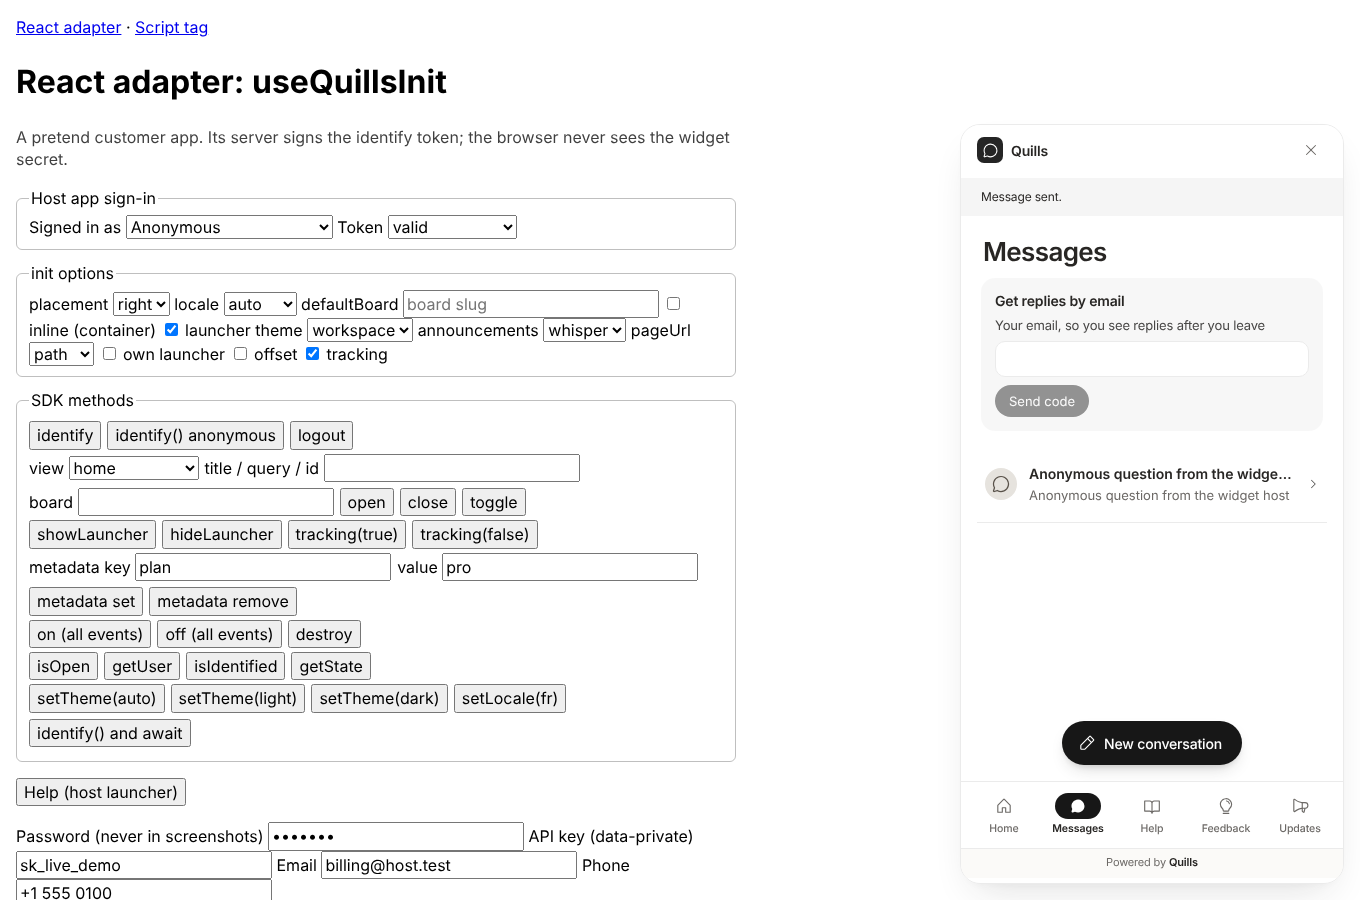 React adapter · Script tag
React adapter: useQuillsInit
A pretend customer app. Its server signs the identify token; the browser never sees the widget
secret.
Host app sign-in
Signed in as Anonymous Token valid
init options
placement right locale auto defaultBoard board slug
inline (container) launcher theme workspace announcements whisper pageUrl
path own launcher offset tracking
SDK methods
identify identify() anonymous logout
view home title / query / id
board open close toggle
showLauncher hideLauncher tracking(true) tracking(false)
metadata key plan value pro
metadata set metadata remove
on (all events) off (all events) destroy
isOpen getUser isIdentified getState
setTheme(auto) setTheme(light) setTheme(dark) setLocale(fr)
identify() and await
Help (host launcher)
Password (never in screenshots) ••••••• API key (data-private)
sk_live_demo Email billing@host.test Phone
+1 555 0100
Quills
Message sent.
Messages
Get replies by email
Your email, so you see replies after you leave
Send code
Anonymous question from the widge...
Anonymous question from the widget host
New conversation
Home Messages Help Feedback Updates
Powered by Quills